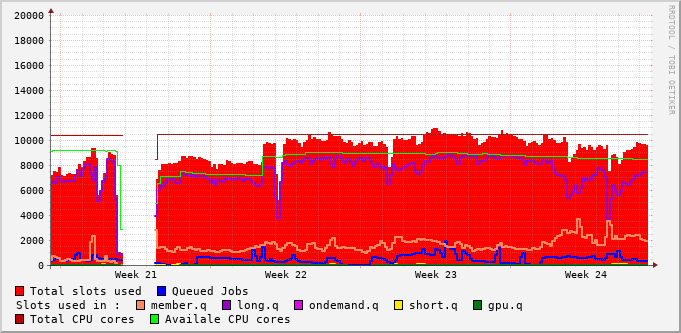 20000
18000
16000
14000
12000
10000
8000
6000
4000
2000
0
Week 21 Week 22 Week 23 Week 24
RRDTOOL / TOBI OETIKER
Total slots used Queued Jobs
Slots used in : member.q long.q ondemand.q short.q gpu.q
Total CPU cores Availale CPU cores